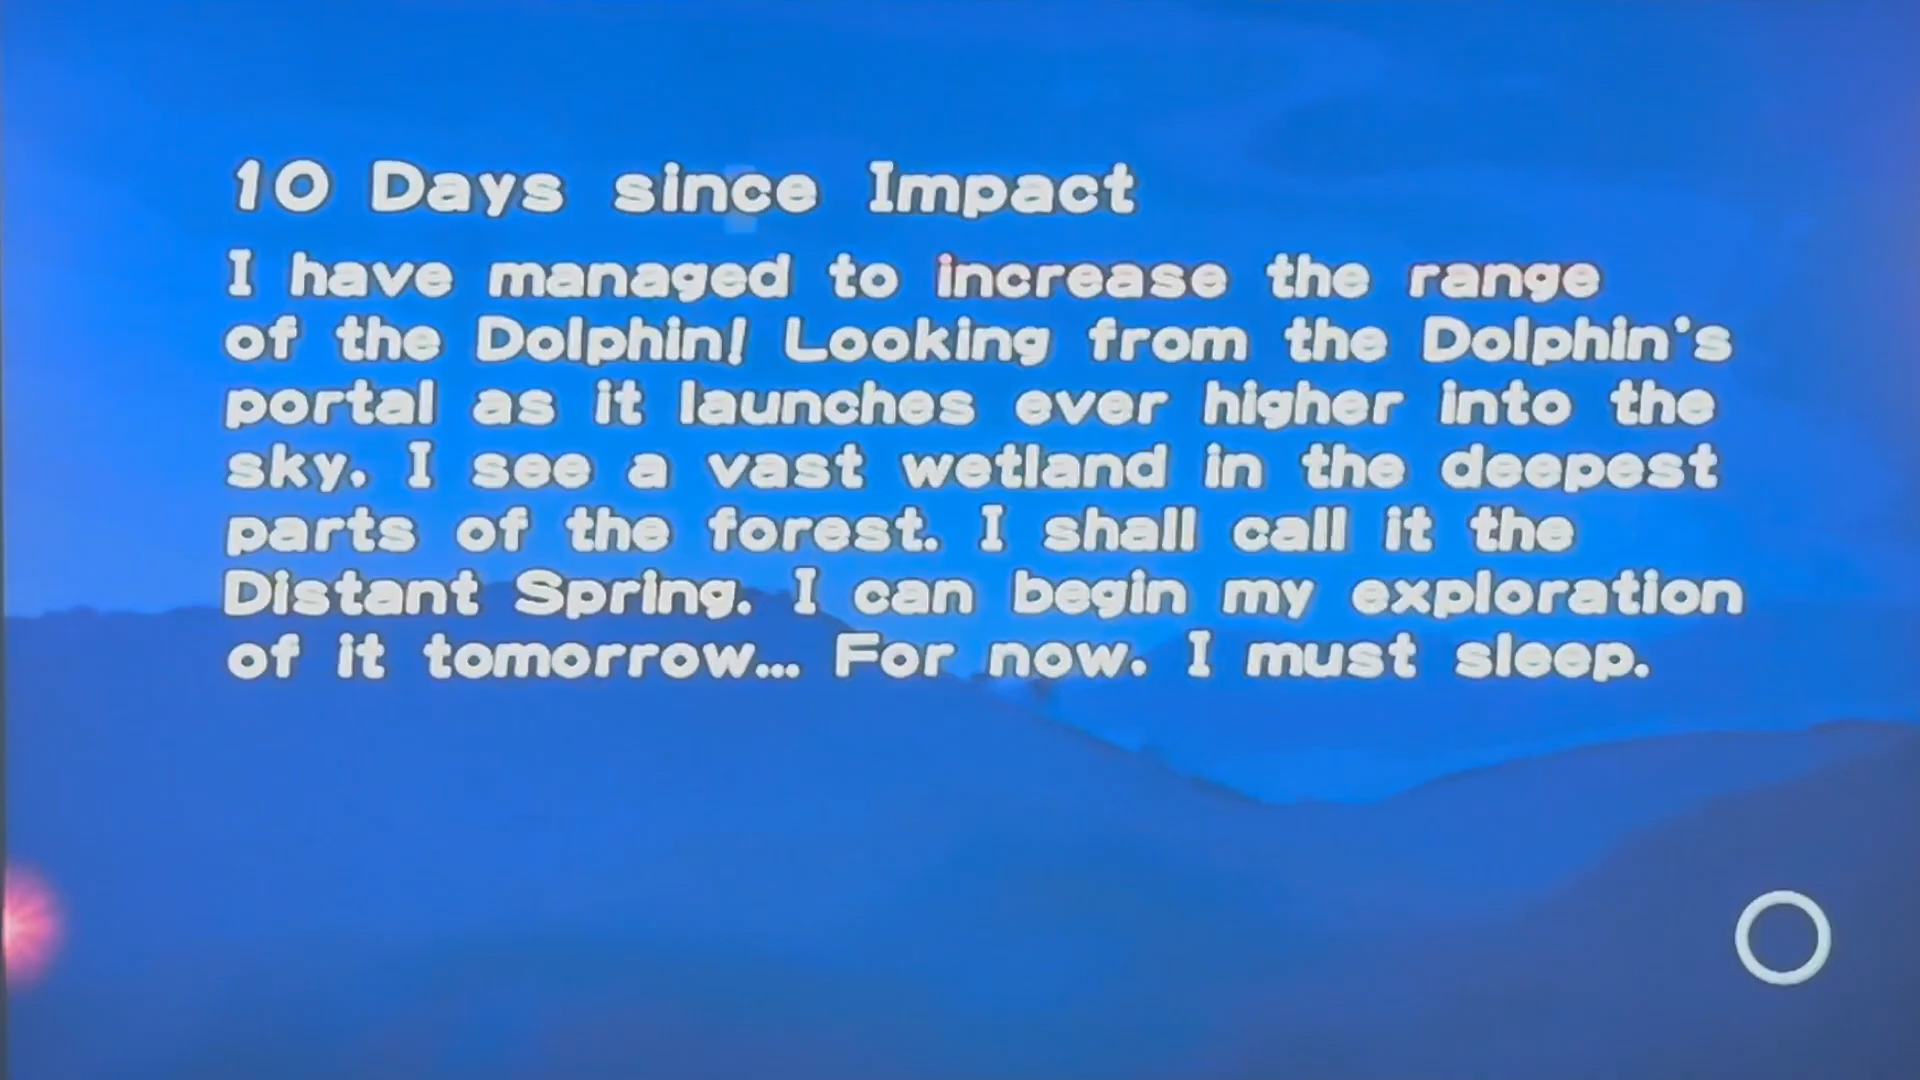 10 Days since Impact
I have managed to increase the range
of the Dolphin! Looking from the Dolphin's
portal as it launches ever higher into the
sky, I see a vast wetland in the deepest
parts of the forest. I shall call it the
Distant Spring. I can begin my exploration
of it tomorrow... For now, I must sleep.